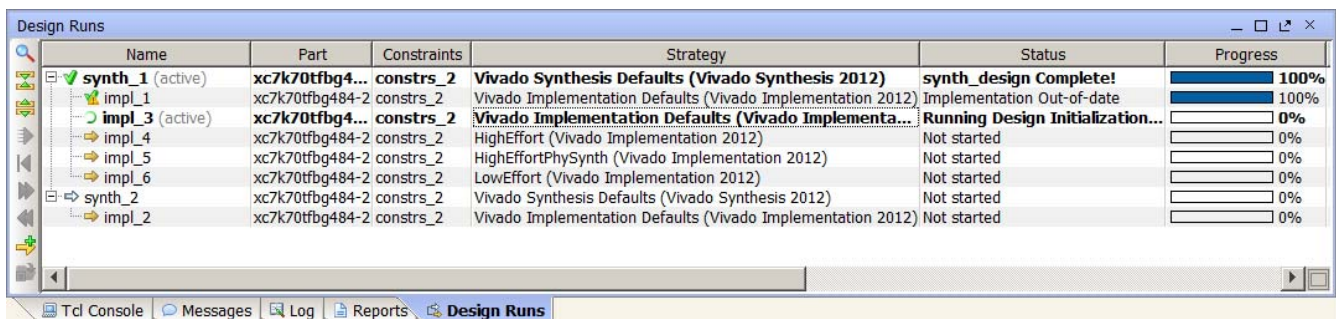 Design Runs
Name Part Constraints Strategy Status Progress
synth_1 (active) xc7k70tfbg4... constrs_2 Vivado Synthesis Defaults (Vivado Synthesis 2012) synth_design Complete! 100%
impl_1 xc7k70tfbg484-2 constrs_2 Vivado Implementation Defaults (Vivado Implementation 2012) Implementation Out-of-date 100%
impl_3 (active) xc7k70tfbg4... constrs_2 Vivado Implementation Defaults (Vivado Implementa... Running Design Initialization... 0%
impl_4 xc7k70tfbg484-2 constrs_2 HighEffort (Vivado Implementation 2012) Not started 0%
impl_5 xc7k70tfbg484-2 constrs_2 HighEffortPhySynth (Vivado Implementation 2012) Not started 0%
impl_6 xc7k70tfbg484-2 constrs_2 LowEffort (Vivado Implementation 2012) Not started 0%
synth_2 xc7k70tfbg484-2 constrs_2 Vivado Synthesis Defaults (Vivado Synthesis 2012) Not started 0%
impl_2 xc7k70tfbg484-2 constrs_2 Vivado Implementation Defaults (Vivado Implementation 2012) Not started 0%
Tcl Console Messages Log Reports Design Runs